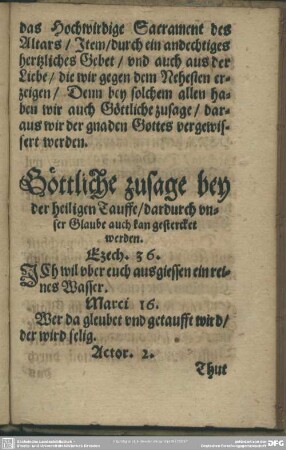 das Hochwirdige Sacrament des
Altars / Item / durch ein andechtiges
hertzliches Gebet / vnd auch aus der
Liebe / die wir gegen dem Nehesten er-
zeigen / Denn bey solchem allen ha-
ben wir auch Göttliche zusage / dar-
aus wir der gnaden Gottes vergewis-
sert werden.
Göttliche zusage bey
der heiligen Tauffe / dardurch vn-
ser Glaube auch kan gestercket
werden.
Ezech. 36.
ICh wil vber euch ausgiessen ein rei-
nes Wasser.
Marci 16.
Wer da gleubet vnd getaufft wird /
der wird selig.
Actor. 2.
Thut